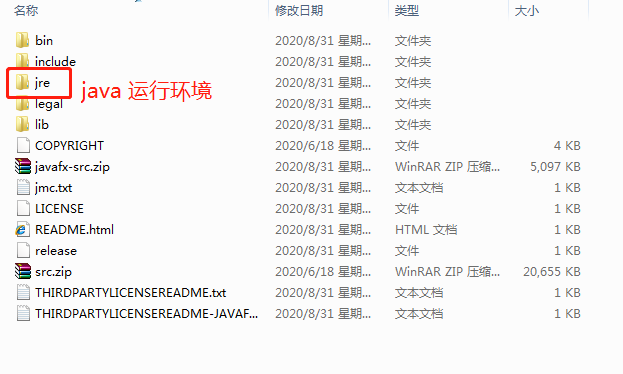 名称 修改日期 类型 大小
bin 2020/8/31 星期... 文件夹
include 2020/8/31 星期... 文件夹
jre 2020/8/31 星期... 文件夹
java 运行环境
legal 2020/8/31 星期... 文件夹
lib 2020/8/31 星期... 文件夹
COPYRIGHT 2020/6/18 星期... 文件 4 KB
javafx-src.zip 2020/8/31 星期... WinRAR ZIP 压缩... 5,097 KB
jmc.txt 2020/8/31 星期... 文本文档 1 KB
LICENSE 2020/8/31 星期... 文件 1 KB
README.html 2020/8/31 星期... HTML 文档 1 KB
release 2020/8/31 星期... 文件 1 KB
src.zip 2020/6/18 星期... WinRAR ZIP 压缩... 20,655 KB
THIRDPARTYLICENSEREADME.txt 2020/8/31 星期... 文本文档 1 KB
THIRDPARTYLICENSEREADME-JAVAF... 2020/8/31 星期... 文本文档 1 KB